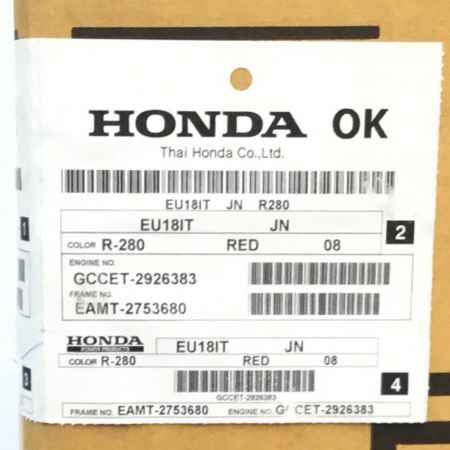 HONDA OK
Thai Honda Co.,Ltd.
EU18IT JN R280
EU18IT JN
2
1
COLOR R-280 RED 08
ENGINE NO.
GCCET-2926383
FRAME NO.
EAMT-2753680
HONDA EU18IT JN
POWER PRODUCTS
COLOR R-280 RED 08
3
4
GCCET-2926383
FRAME NO. EAMT-2753680 ENGINE NO. GCCET-2926383